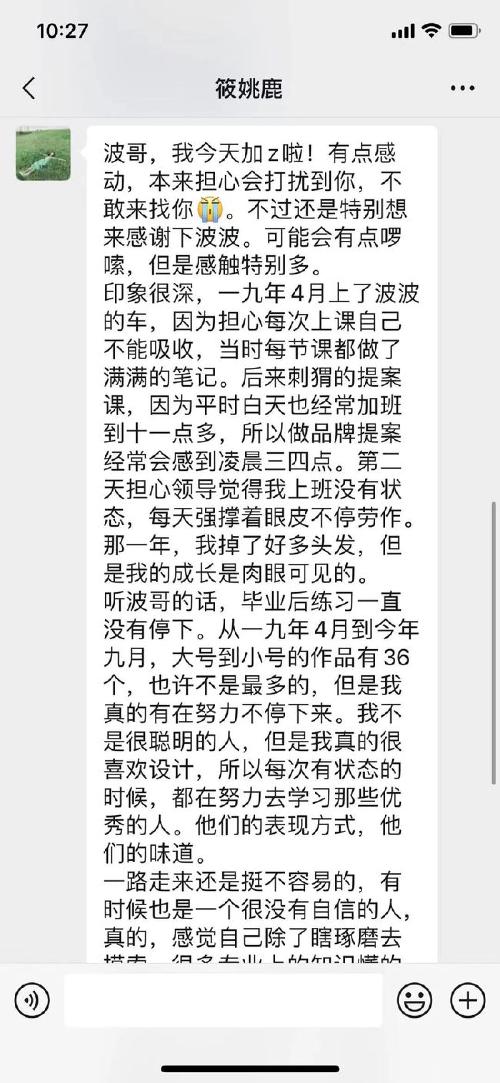 10:27
筱姚鹿
波哥，我今天加z啦！有点感
动，本来担心会打扰到你，不
敢来找你😭。不过还是特别想
来感谢下波波。可能会有点啰
嗦，但是感触特别多。
印象很深，一九年4月上了波波
的车，因为担心每次上课自己
不能吸收，当时每节课都做了
满满的笔记。后来刺猬的提案
课，因为平时白天也经常加班
到十一点多，所以做品牌提案
经常会感到凌晨三四点。第二
天担心领导觉得我上班没有状
态，每天强撑着眼皮不停劳作。
那一年，我掉了好多头发，但
是我的成长是肉眼可见的。
听波哥的话，毕业后练习一直
没有停下。从一九年4月到今年
九月，大号到小号的作品有36
个，也许不是最多的，但是我
真的有在努力不停下来。我不
是很聪明的人，但是我真的很
喜欢设计，所以每次有状态的
时候，都在努力去学习那些优
秀的人。他们的表现方式，他
们的味道。
一路走来还是挺不容易的，有
时候也是一个很没有自信的人，
真的，感觉自己除了瞎琢磨去
摸索，很多专业上的知识懂的